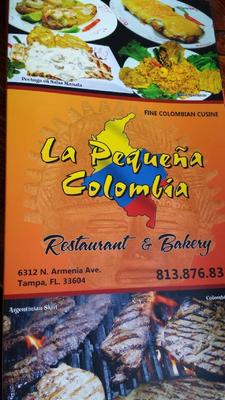 Pechuga en Salsa Marsala
FINE COLOMBIAN CUSINE
La Pequeña
Colombia
Restaurant & Bakery
6312 N. Armenia Ave.
Tampa, FL. 33604
813.876.83
Argentinian Skirt
Colomb